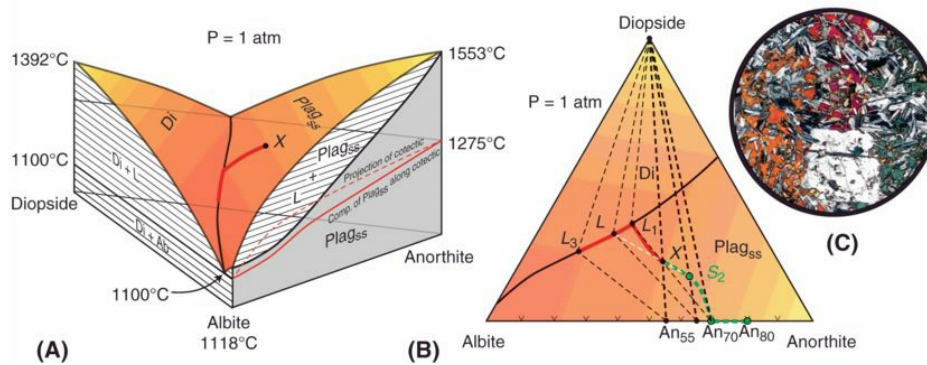 P = 1 atm
1392°C
1553°C
Di
Plagss
X
1100°C
Di + L
L + Plagss
Projection of cotectic
1275°C
Comp. of Plagss along cotectic
Diopside
Di + Ab
Plagss
Anorthite
1100°C
Albite
1118°C
(A)
Diopside
P = 1 atm
Di
L
L1
L3
X
Plagss
S2
Albite
An55
An70
An80
Anorthite
(B)
(C)